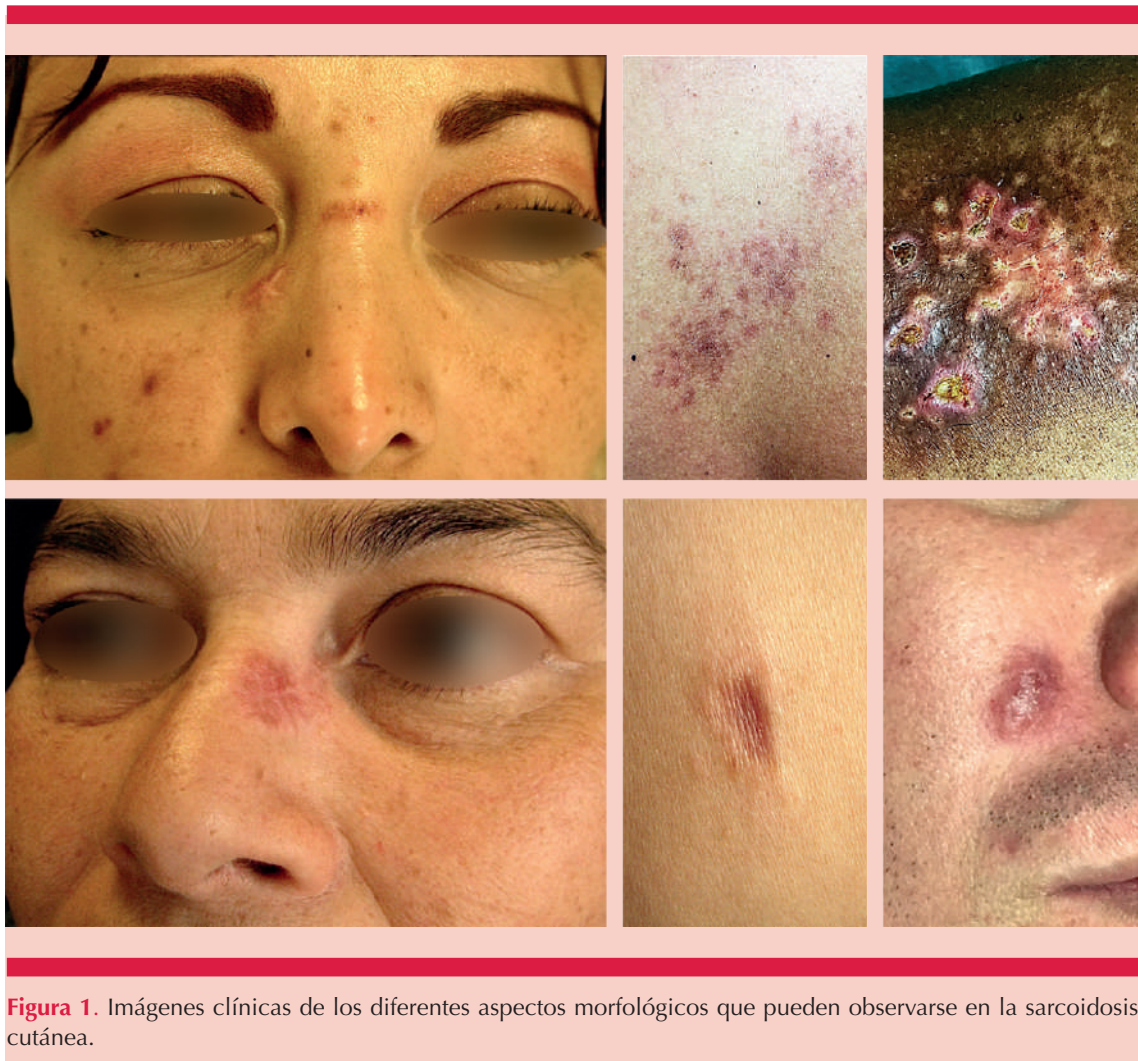 Figura 1. Imágenes clínicas de los diferentes aspectos morfológicos que pueden observarse en la sarcoidosis
cutánea.